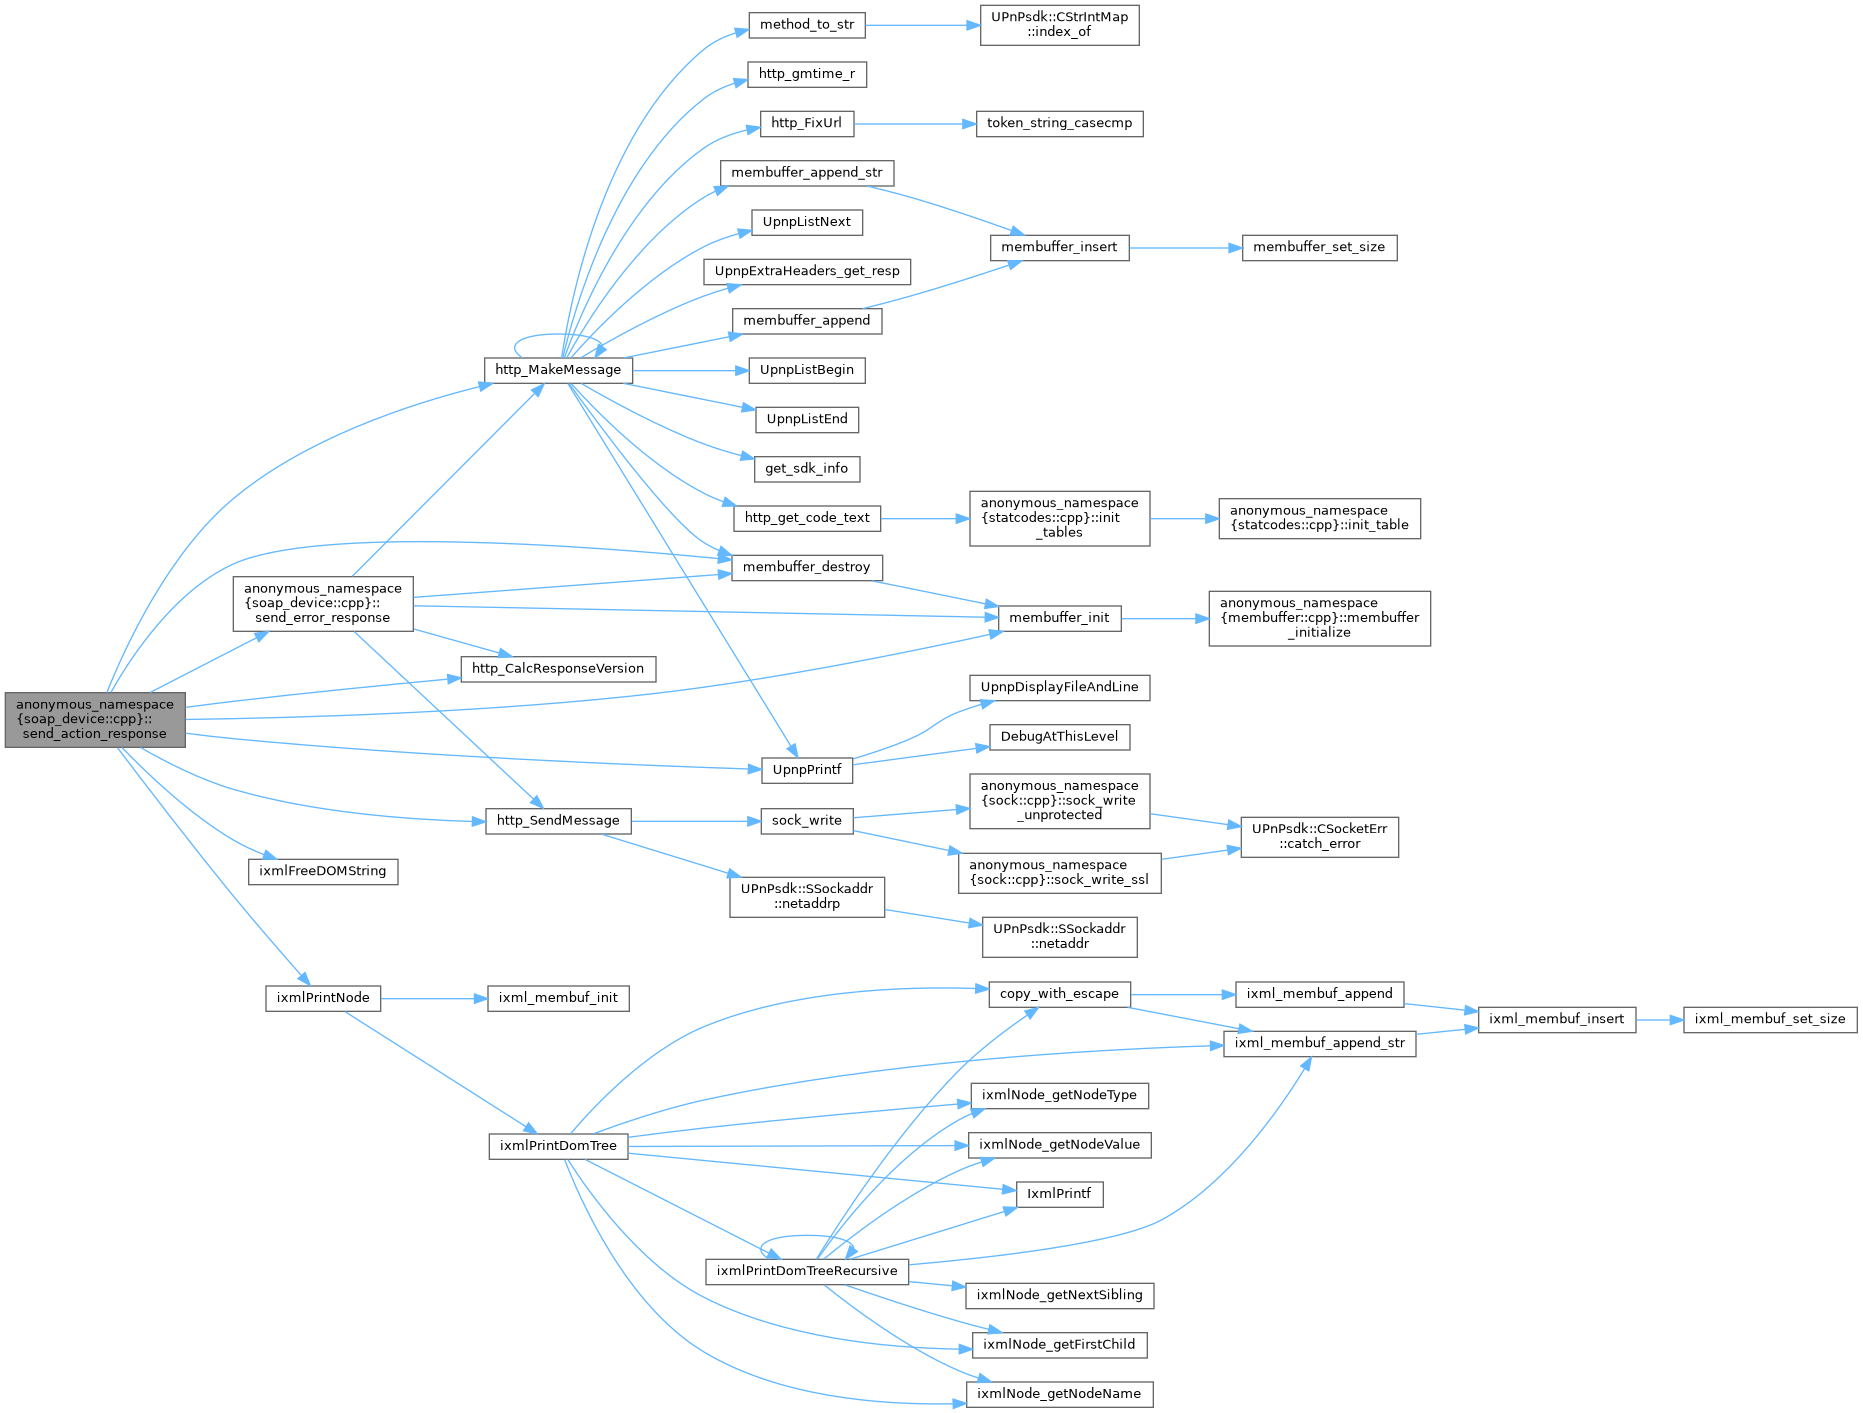 method_to_str
UPnPsdk::CStrIntMap
::index_of
http_gmtime_r
http_FixUrl
token_string_casecmp
membuffer_append_str
UpnpListNext
membuffer_insert
membuffer_set_size
UpnpExtraHeaders_get_resp
membuffer_append
http_MakeMessage
UpnpListBegin
UpnpListEnd
get_sdk_info
http_get_code_text
anonymous_namespace
{statcodes::cpp}::init
_tables
anonymous_namespace
{statcodes::cpp}::init_table
membuffer_destroy
anonymous_namespace
{soap_device::cpp}::
send_error_response
membuffer_init
anonymous_namespace
{membuffer::cpp}::membuffer
_initialize
http_CalcResponseVersion
anonymous_namespace
{soap_device::cpp}::
send_action_response
UpnpDisplayFileAndLine
DebugAtThisLevel
UpnpPrintf
http_SendMessage
sock_write
anonymous_namespace
{sock::cpp}::sock_write
_unprotected
UPnPsdk::CSocketErr
::catch_error
anonymous_namespace
{sock::cpp}::sock_write_ssl
ixmlFreeDOMString
UPnPsdk::SSockaddr
::netaddrp
UPnPsdk::SSockaddr
::netaddr
ixmlPrintNode
ixml_membuf_init
copy_with_escape
ixml_membuf_append
ixml_membuf_insert
ixml_membuf_set_size
ixml_membuf_append_str
ixmlNode_getNodeType
ixmlPrintDomTree
ixmlNode_getNodeValue
IxmlPrintf
ixmlPrintDomTreeRecursive
ixmlNode_getNextSibling
ixmlNode_getFirstChild
ixmlNode_getNodeName